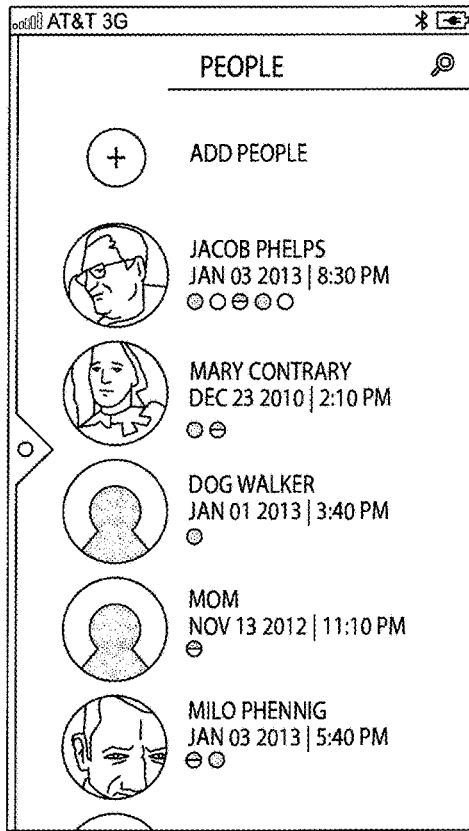 AT&T 3G
PEOPLE
ADD PEOPLE
JACOB PHELPS
JAN 03 2013 | 8:30 PM
MARY CONTRARY
DEC 23 2010 | 2:10 PM
DOG WALKER
JAN 01 2013 | 3:40 PM
MOM
NOV 13 2012 | 11:10 PM
MILO PHENNIG
JAN 03 2013 | 5:40 PM